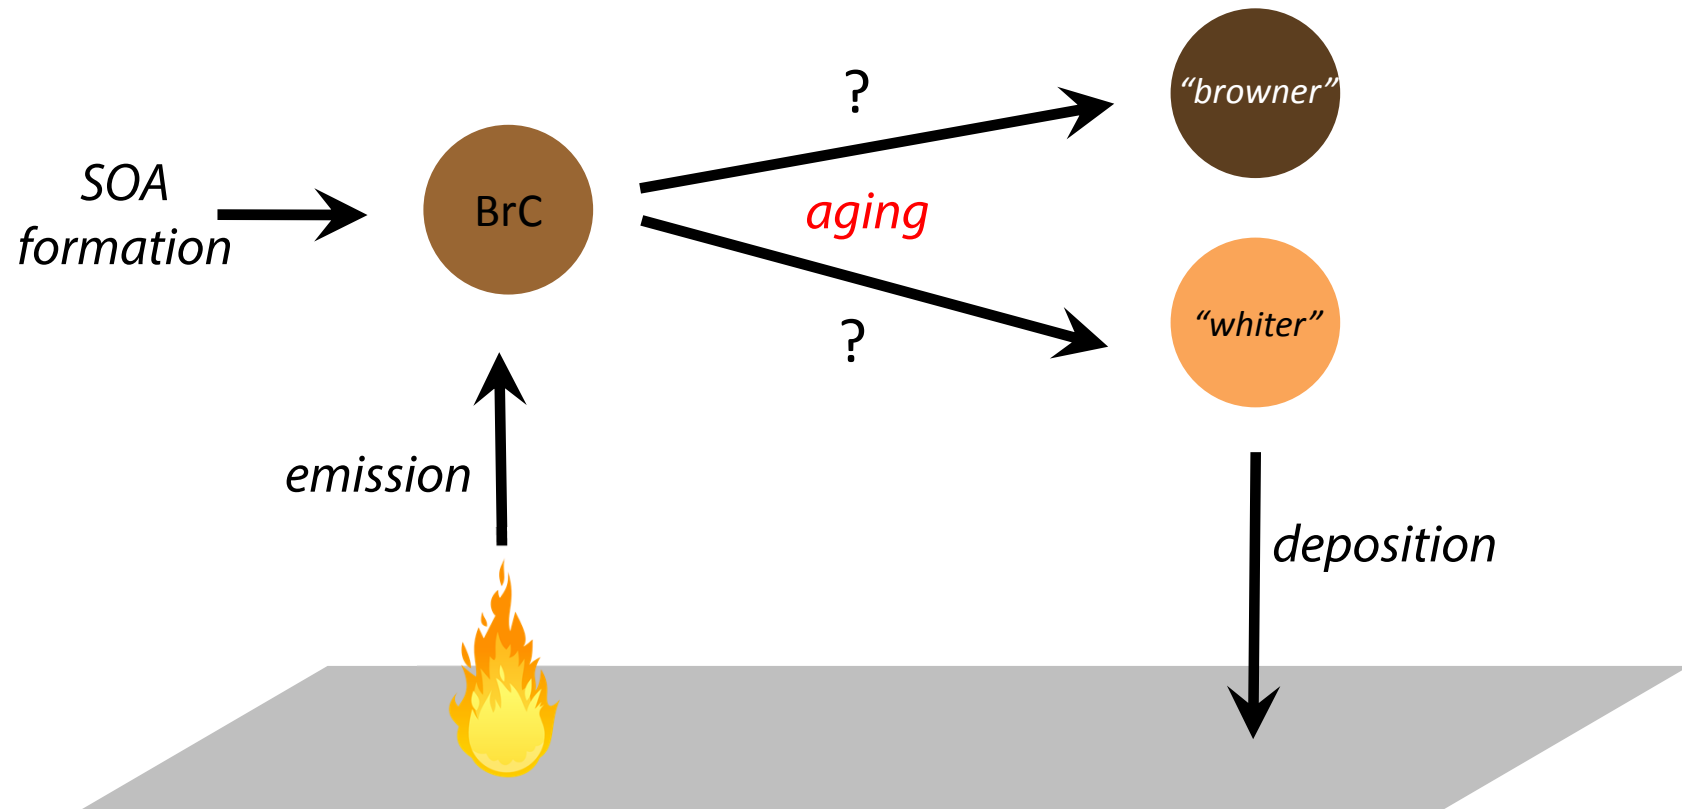 SOA
formation
BrC
?
aging
?
“browner”
“whiter”
emission
deposition